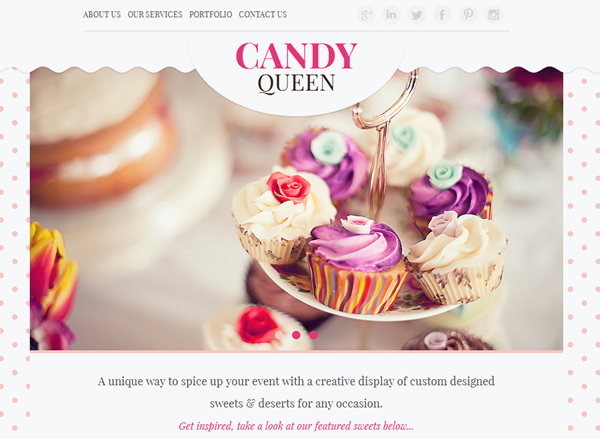 ABOUT US OUR SERVICES PORTFOLIO CONTACT US
CANDY
QUEEN
A unique way to spice up your event with a creative display of custom designed
sweets & deserts for any occasion.
Get inspired, take a look at our featured sweets below...